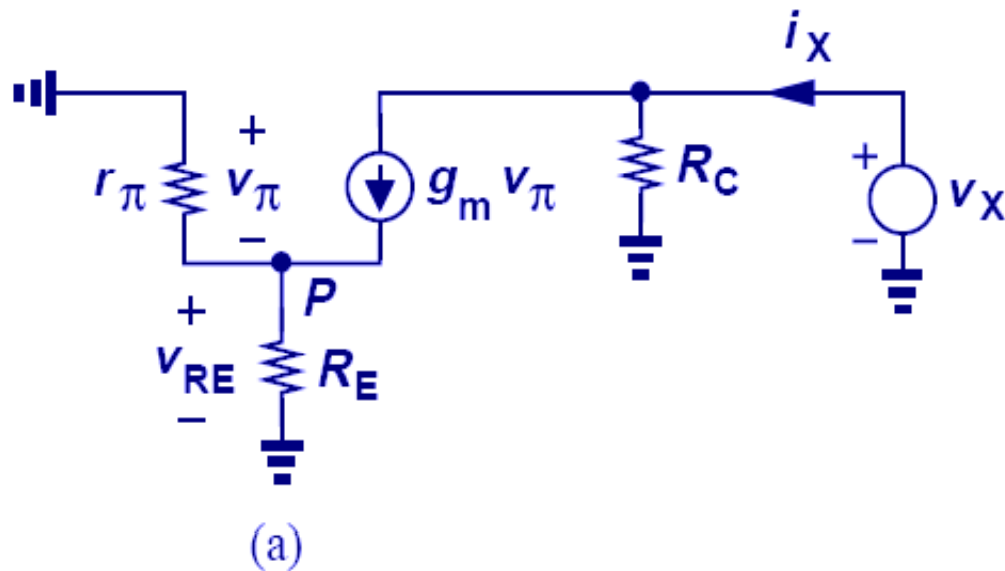 i_X
+
r_π
v_π
−
g_m v_π
R_C
+
v_X
−
P
+
v_RE
−
R_E
(a)